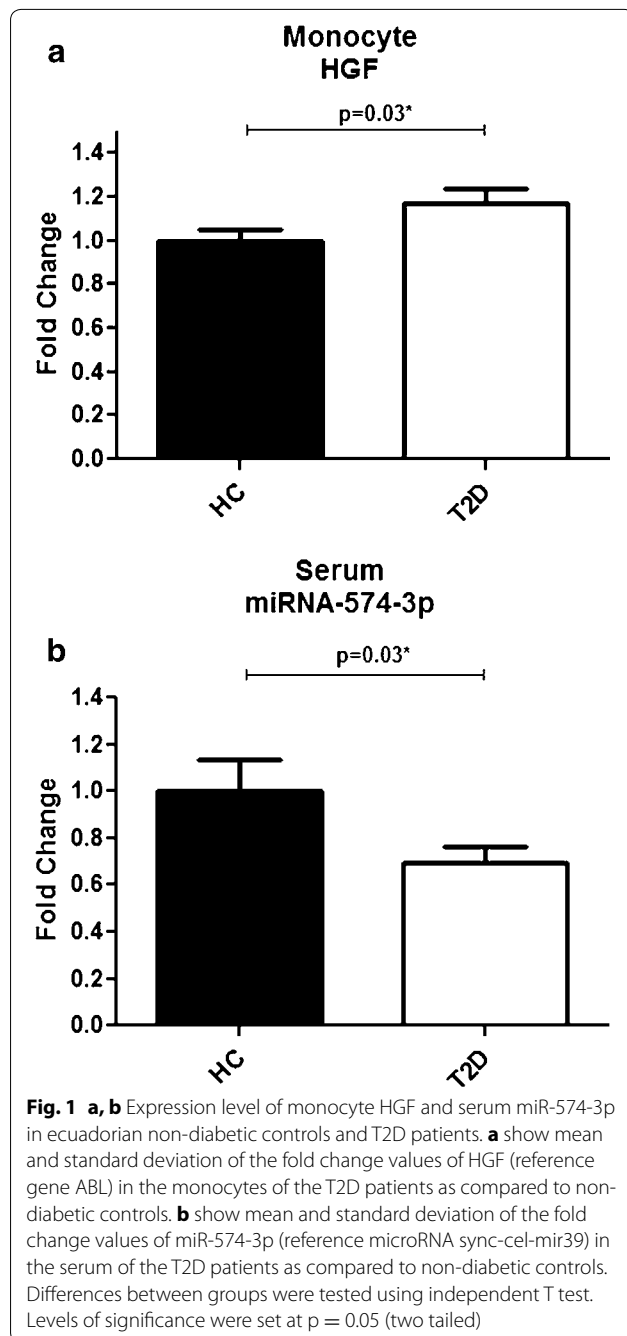 a
Monocyte
HGF
p=0.03*
Fold Change
1.4
1.2
1.0
0.8
0.6
0.4
0.2
0.0
HC
T2D
Serum
miRNA-574-3p
b
p=0.03*
Fold Change
1.4
1.2
1.0
0.8
0.6
0.4
0.2
0.0
HC
T2D
Fig. 1 a, b Expression level of monocyte HGF and serum miR-574-3p
in ecuadorian non-diabetic controls and T2D patients. a show mean
and standard deviation of the fold change values of HGF (reference
gene ABL) in the monocytes of the T2D patients as compared to non-
diabetic controls. b show mean and standard deviation of the fold
change values of miR-574-3p (reference microRNA sync-cel-mir39) in
the serum of the T2D patients as compared to non-diabetic controls.
Differences between groups were tested using independent T test.
Levels of significance were set at p = 0.05 (two tailed)